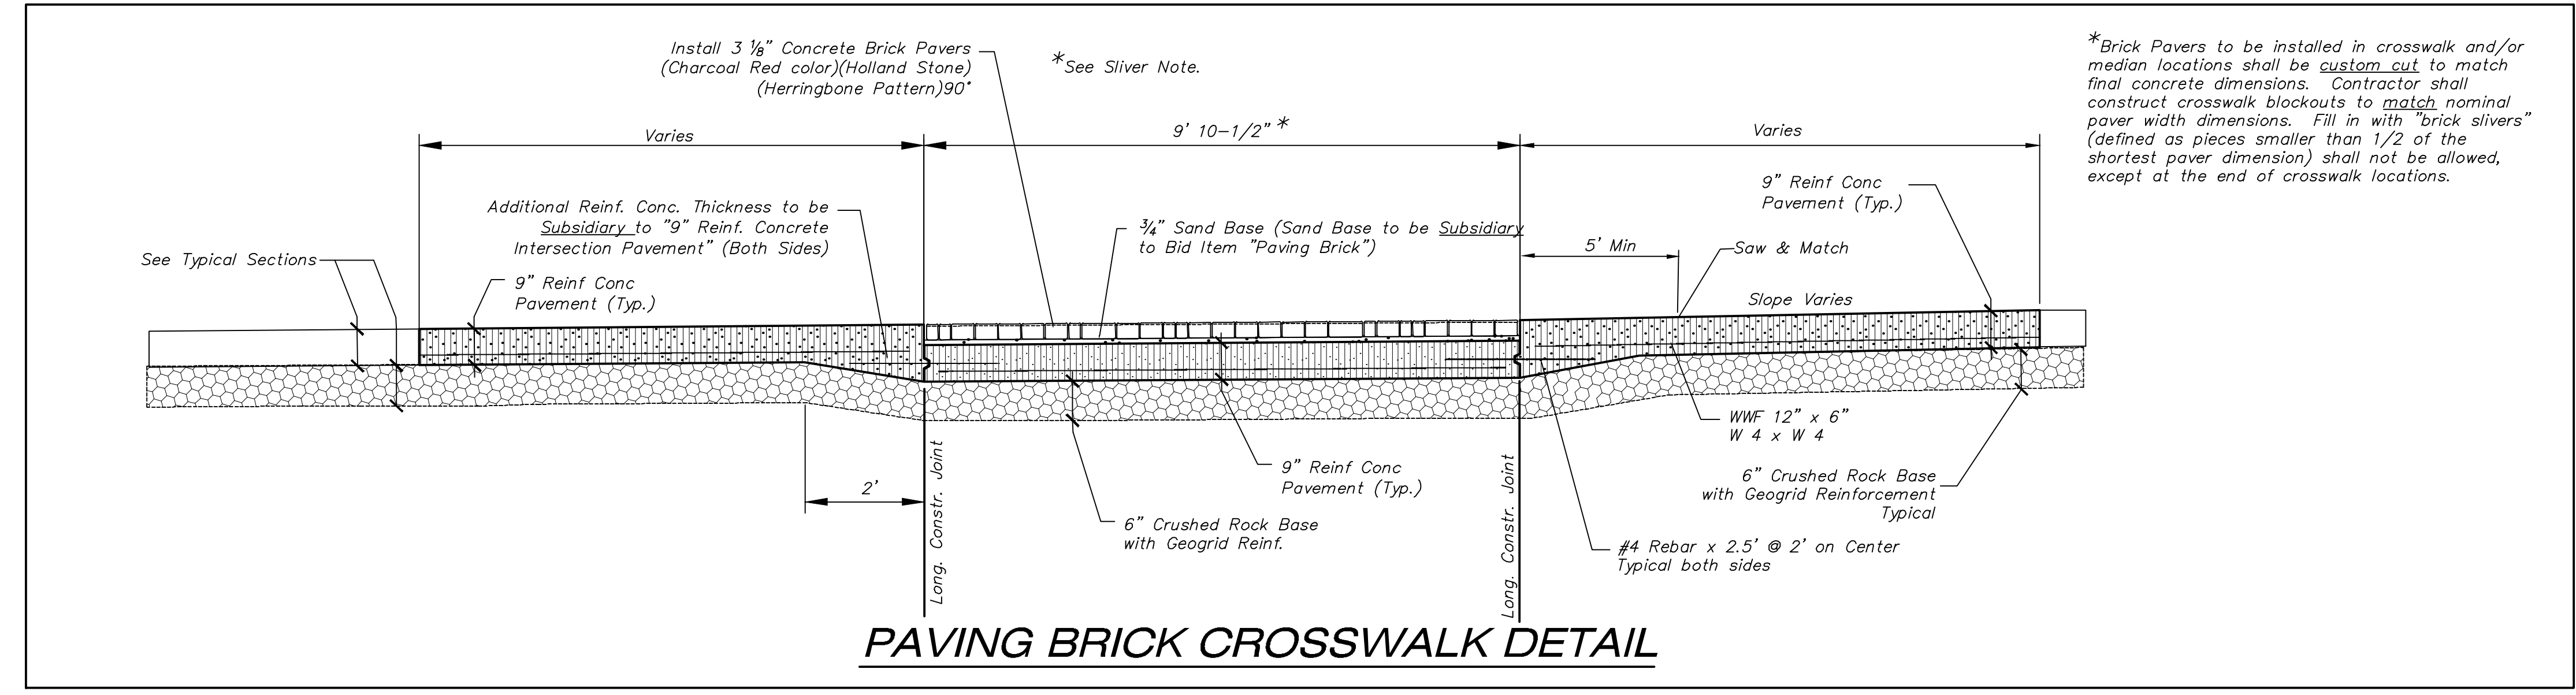 Install 3 ⅛" Concrete Brick Pavers
(Charcoal Red color)(Holland Stone)
(Herringbone Pattern)90°
*See Sliver Note.
*Brick Pavers to be installed in crosswalk and/or
median locations shall be custom cut to match
final concrete dimensions. Contractor shall
construct crosswalk blockouts to match nominal
paver width dimensions. Fill in with "brick slivers"
(defined as pieces smaller than 1/2 of the
shortest paver dimension) shall not be allowed,
except at the end of crosswalk locations.
Varies
9' 10-1/2" *
Varies
9" Reinf Conc
Pavement (Typ.)
Additional Reinf. Conc. Thickness to be
Subsidiary to "9" Reinf. Concrete
Intersection Pavement" (Both Sides)
¾" Sand Base (Sand Base to be Subsidiary
to Bid Item "Paving Brick")
5' Min
Saw & Match
See Typical Sections
9" Reinf Conc
Pavement (Typ.)
Slope Varies
WWF 12" x 6"
W 4 x W 4
2'
Long. Constr. Joint
9" Reinf Conc
Pavement (Typ.)
6" Crushed Rock Base
with Geogrid Reinf.
Long. Constr. Joint
6" Crushed Rock Base
with Geogrid Reinforcement
Typical
#4 Rebar x 2.5' @ 2' on Center
Typical both sides
PAVING BRICK CROSSWALK DETAIL